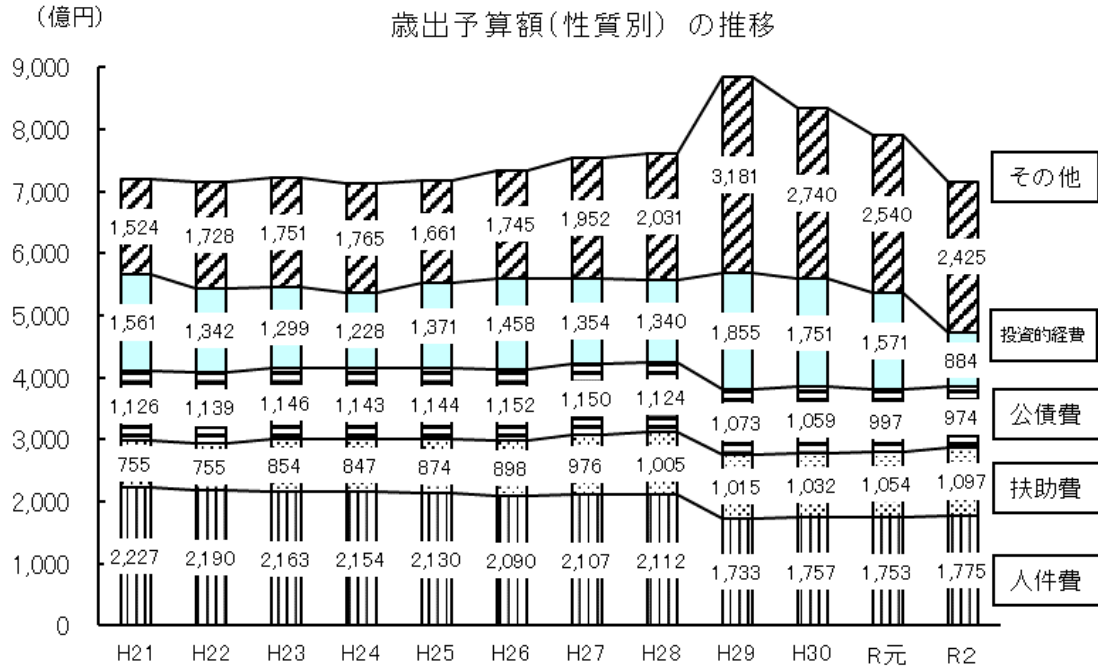 (億円)
歳出予算額(性質別) の推移
9,000
8,000
7,000
6,000
5,000
4,000
3,000
2,000
1,000
0
1,524 1,728 1,751 1,765 1,661 1,745 1,952 2,031 3,181 2,740 2,540 2,425
その他
1,561 1,342 1,299 1,228 1,371 1,458 1,354 1,340 1,855 1,751 1,571 884
投資的経費
1,126 1,139 1,146 1,143 1,144 1,152 1,150 1,124 1,073 1,059 997 974
公債費
755 755 854 847 874 898 976 1,005 1,015 1,032 1,054 1,097
扶助費
2,227 2,190 2,163 2,154 2,130 2,090 2,107 2,112 1,733 1,757 1,753 1,775
人件費
H21 H22 H23 H24 H25 H26 H27 H28 H29 H30 R元 R2